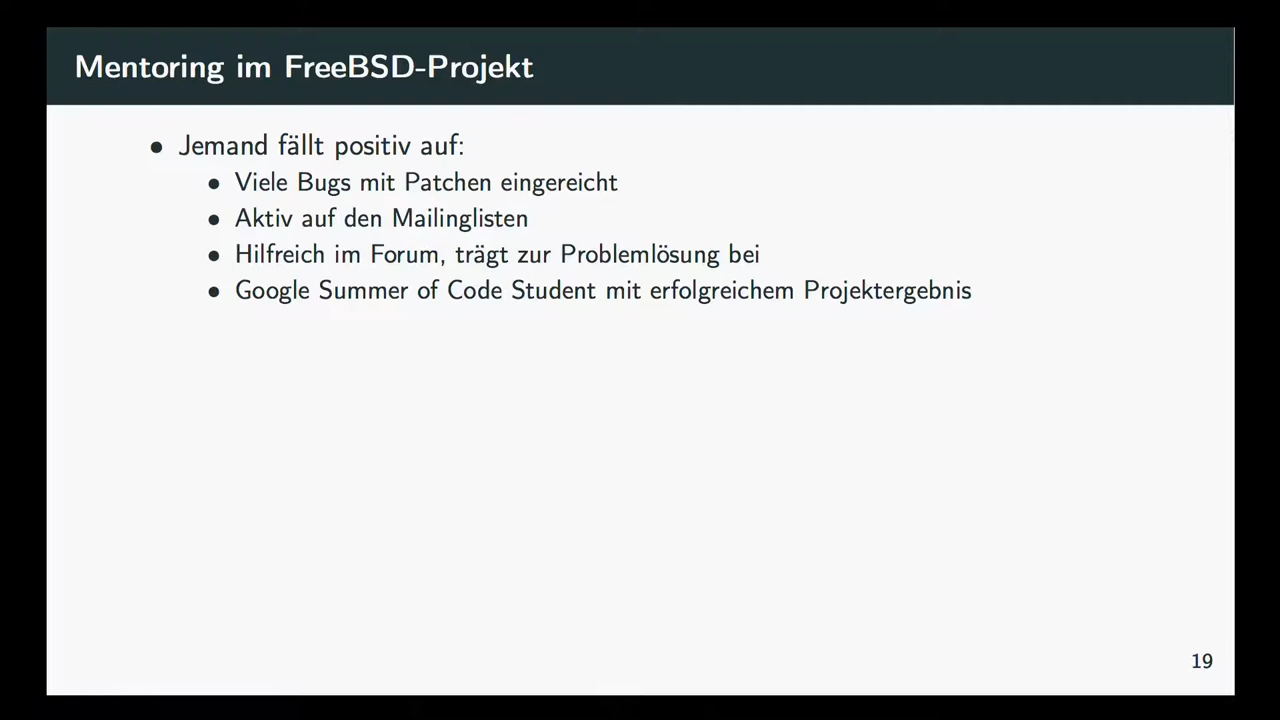 Mentoring im FreeBSD-Projekt
• Jemand fällt positiv auf:
• Viele Bugs mit Patchen eingereicht
• Aktiv auf den Mailinglisten
• Hilfreich im Forum, trägt zur Problemlösung bei
• Google Summer of Code Student mit erfolgreichem Projektergebnis
19